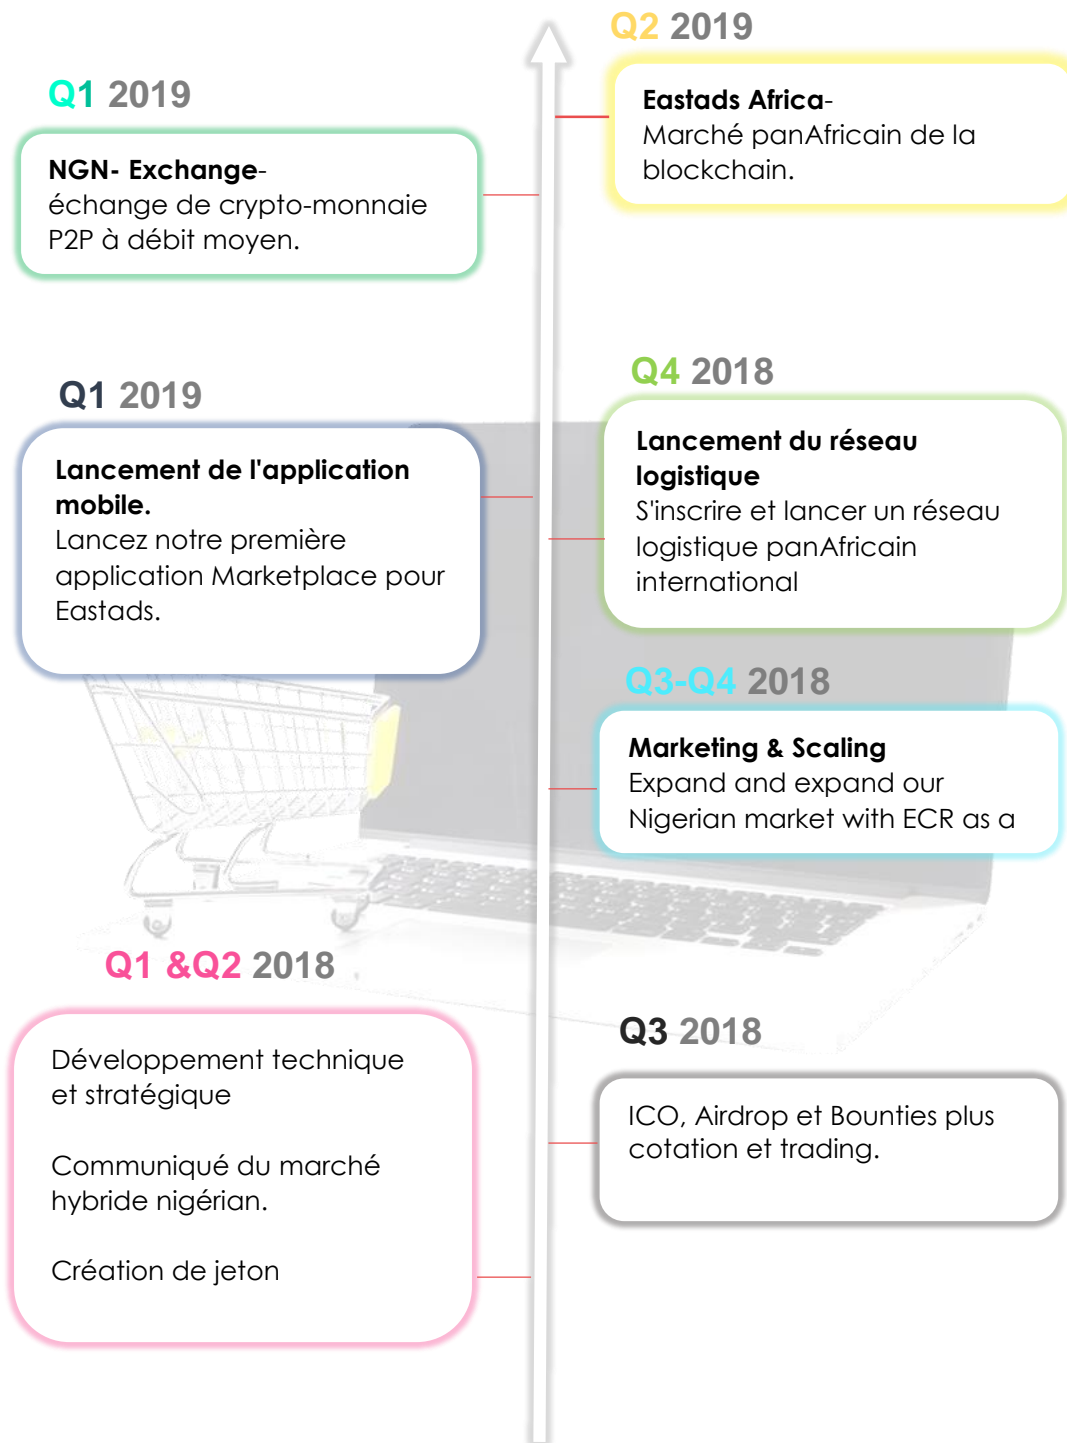 Q2 2019
Eastads Africa-
Marché panAfricain de la
blockchain.
Q1 2019
NGN- Exchange-
échange de crypto-monnaie
P2P à débit moyen.
Q4 2018
Lancement du réseau
logistique
S'inscrire et lancer un réseau
logistique panAfricain
international
Q1 2019
Lancement de l'application
mobile.
Lancez notre première
application Marketplace pour
Eastads.
Q3-Q4 2018
Marketing & Scaling
Expand and expand our
Nigerian market with ECR as a
Q1 &Q2 2018
Développement technique
et stratégique
Communiqué du marché
hybride nigérian.
Création de jeton
Q3 2018
ICO, Airdrop et Bounties plus
cotation et trading.